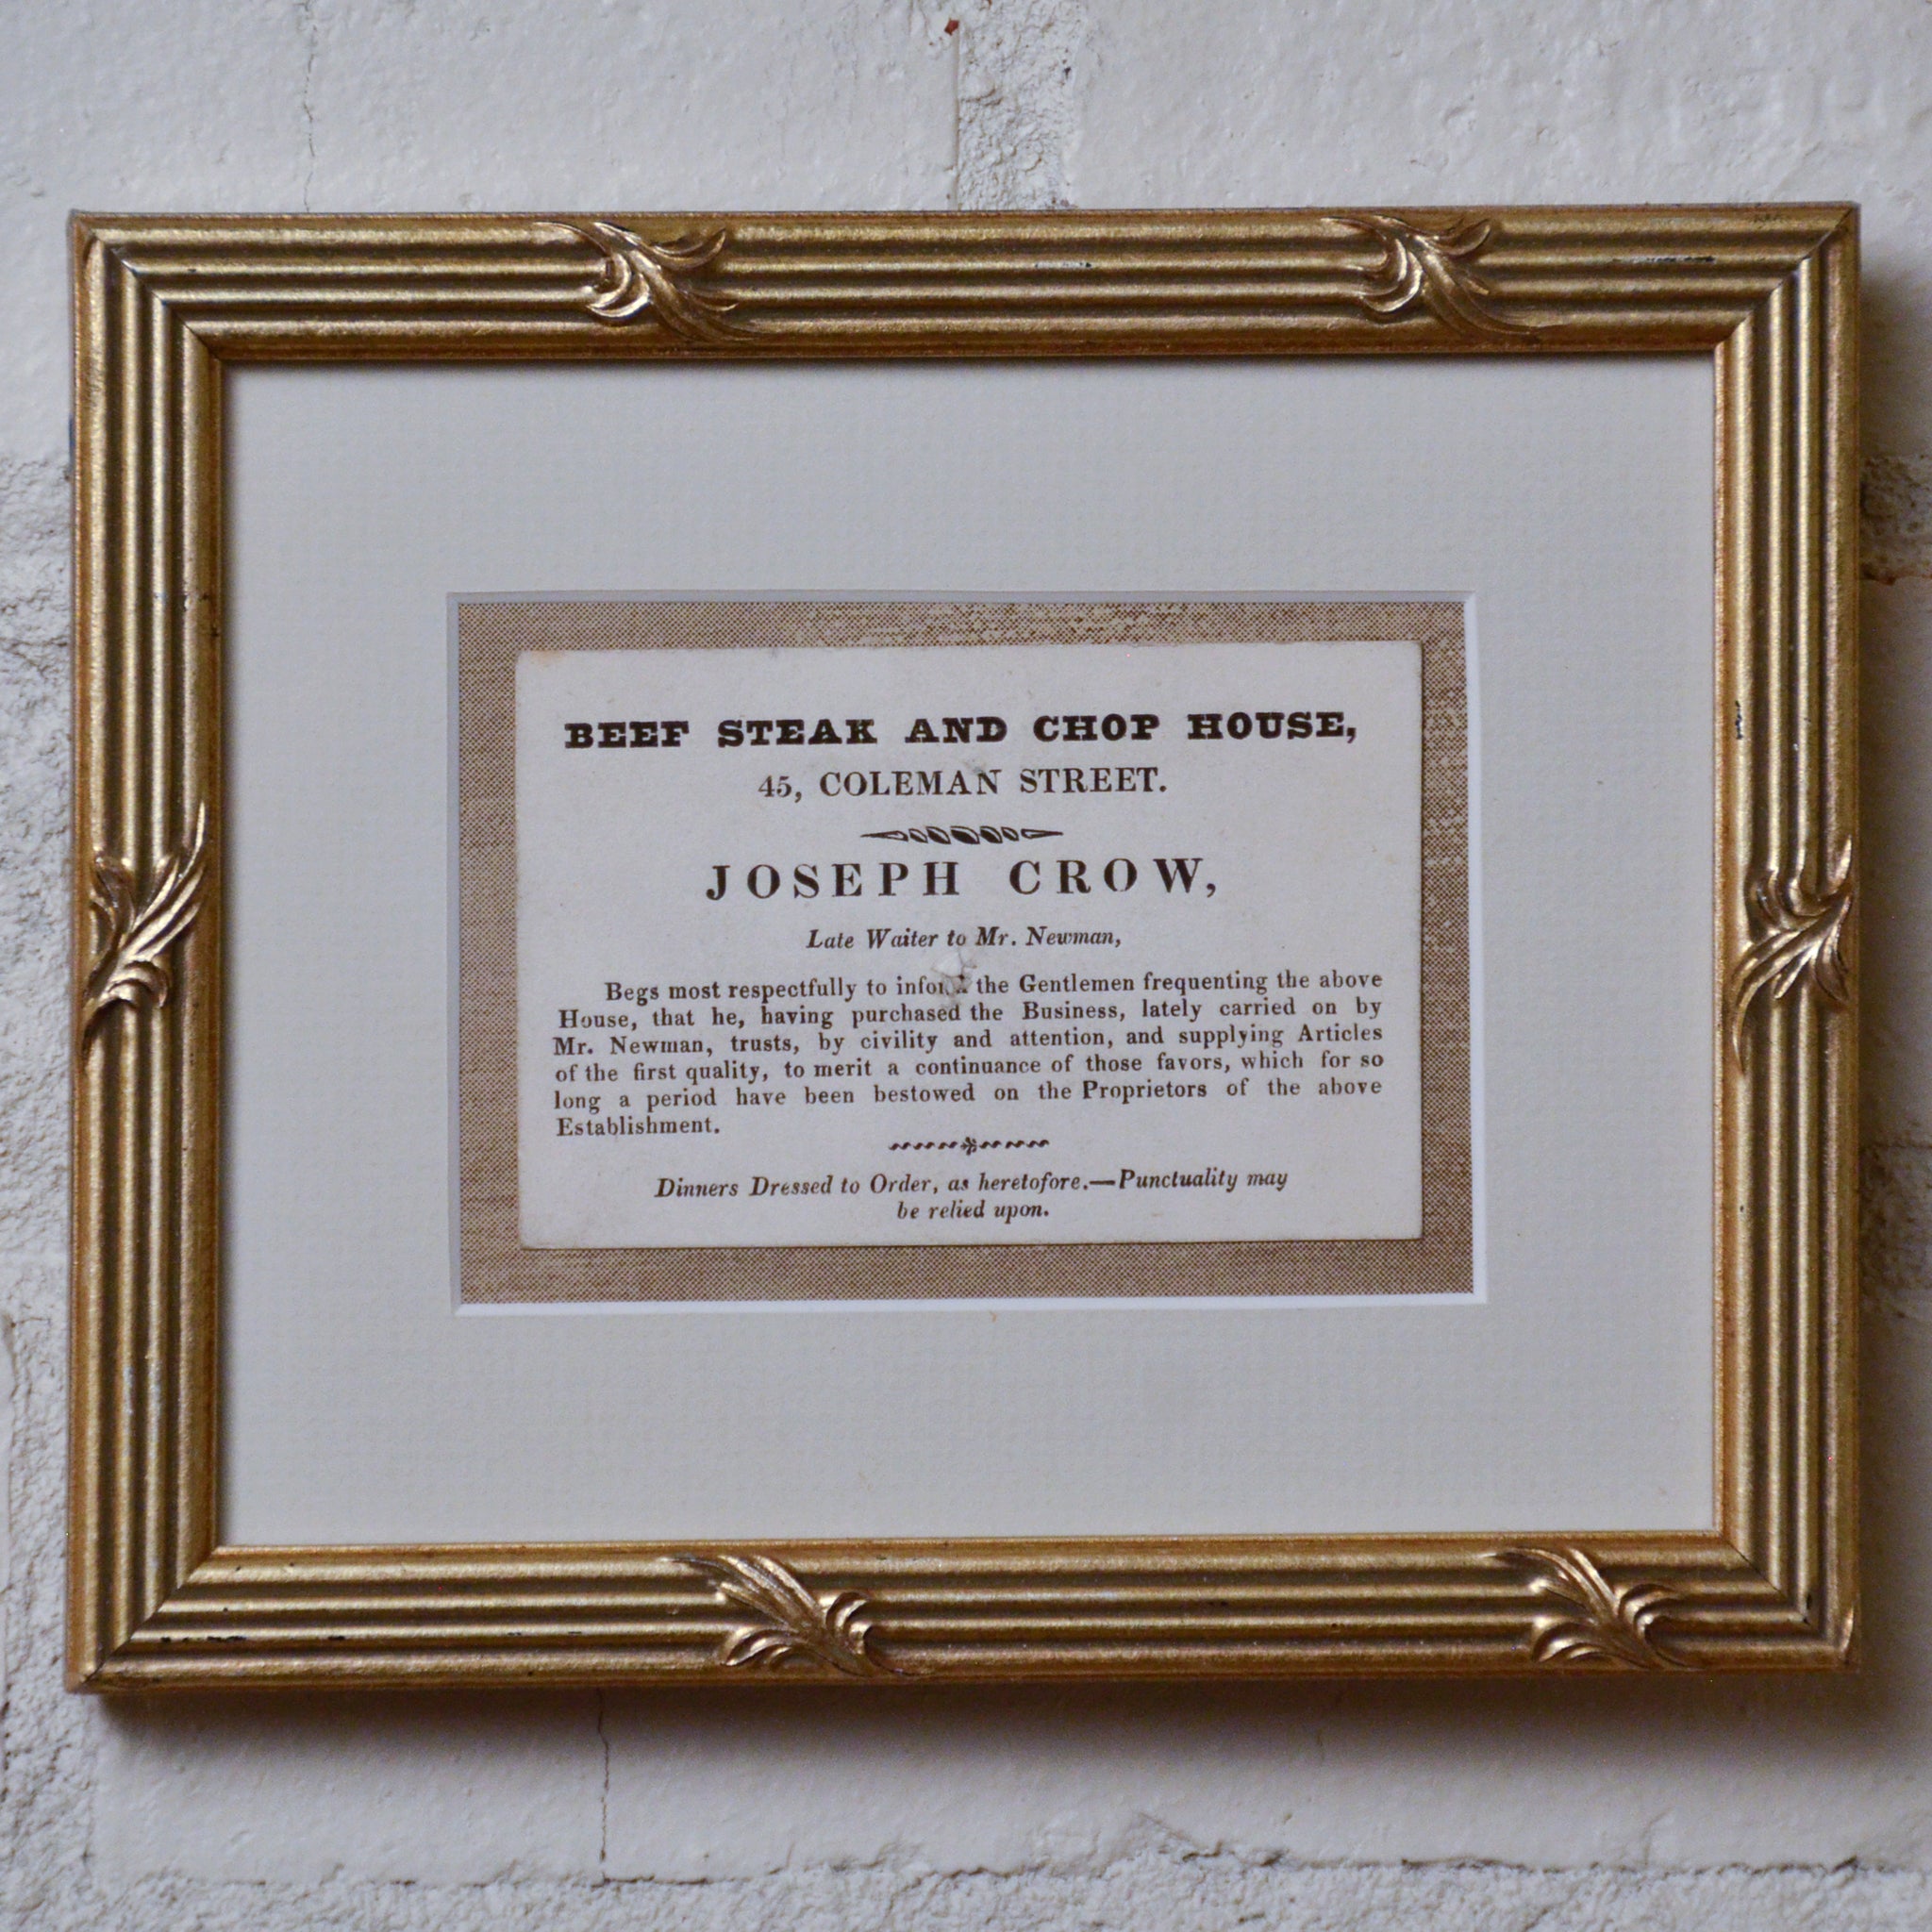 BEEF STEAK AND CHOP HOUSE,
45, COLEMAN STREET.
JOSEPH CROW,
Late Waiter to Mr. Newman,
Begs most respectfully to inform the Gentlemen frequenting the above
House, that he, having purchased the Business, lately carried on by
Mr. Newman, trusts, by civility and attention, and supplying Articles
of the first quality, to merit a continuance of those favors, which for so
long a period have been bestowed on the Proprietors of the above
Establishment.
Dinners Dressed to Order, as heretofore.—Punctuality may
be relied upon.